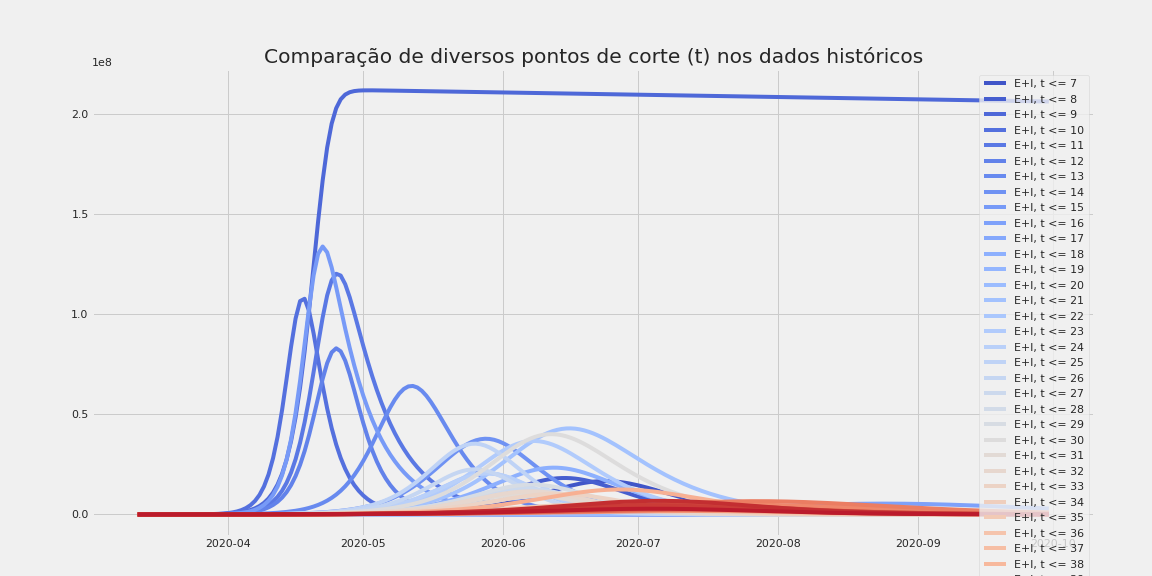 Comparação de diversos pontos de corte (t) nos dados históricos
1e8
2.0
1.5
1.0
0.5
0.0
2020-04 2020-05 2020-06 2020-07 2020-08 2020-09 2020-10
E+I, t <= 7
E+I, t <= 8
E+I, t <= 9
E+I, t <= 10
E+I, t <= 11
E+I, t <= 12
E+I, t <= 13
E+I, t <= 14
E+I, t <= 15
E+I, t <= 16
E+I, t <= 17
E+I, t <= 18
E+I, t <= 19
E+I, t <= 20
E+I, t <= 21
E+I, t <= 22
E+I, t <= 23
E+I, t <= 24
E+I, t <= 25
E+I, t <= 26
E+I, t <= 27
E+I, t <= 28
E+I, t <= 29
E+I, t <= 30
E+I, t <= 31
E+I, t <= 32
E+I, t <= 33
E+I, t <= 34
E+I, t <= 35
E+I, t <= 36
E+I, t <= 37
E+I, t <= 38